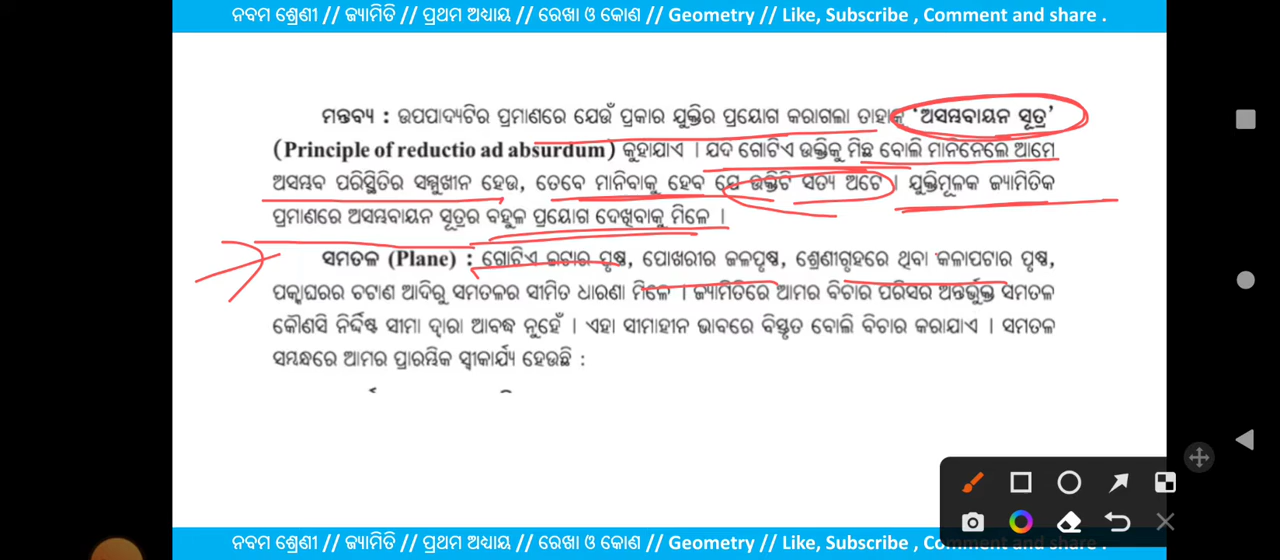 ନବମ ଶ୍ରେଣୀ // ଜ୍ୟାମିତି // ପ୍ରଥମ ଅଧ୍ୟାୟ // ରେଖା ଓ କୋଣ // Geometry // Like, Subscribe , Comment and share .
ମନ୍ତବ୍ୟ : ଉପପାଦ୍ୟଟିର ପ୍ରମାଣରେ ଯେଉଁ ପ୍ରକାର ଯୁକ୍ତିର ପ୍ରୟୋଗ କରାଗଲା ତାହାକୁ ‘ଅସମ୍ଭବାୟନ ସୂତ୍ର’
(Principle of reductio ad absurdum) କୁହାଯାଏ । ଯଦି ଗୋଟିଏ ଉକ୍ତିକୁ ମିଛ ବୋଲି ମାନିନେଲେ ଆମେ
ଅସମ୍ଭବ ପରିସ୍ଥିତିର ସମ୍ମୁଖୀନ ହେଉ, ତେବେ ମାନିବାକୁ ହେବ ଯେ ଉକ୍ତିଟି ସତ୍ୟ ଅଟେ । ଯୁକ୍ତିମୂଳକ ଜ୍ୟାମିତିକ
ପ୍ରମାଣରେ ଅସମ୍ଭବାୟନ ସୂତ୍ରର ବହୁଳ ପ୍ରୟୋଗ ଦେଖିବାକୁ ମିଳେ ।
ସମତଳ (Plane) : ଗୋଟିଏ ଇଟାର ପୃଷ୍ଠ, ପୋଖରୀର ଜଳପୃଷ୍ଠ, ଶ୍ରେଣୀଗୃହରେ ଥିବା କଳାପଟାର ପୃଷ୍ଠ,
ପକ୍କାଘରର ଚଟାଣ ଆଦିରୁ ସମତଳର ସୀମିତ ଧାରଣା ମିଳେ । ଜ୍ୟାମିତିରେ ଆମର ବିଚାର ପରିସର ଅନ୍ତର୍ଭୁକ୍ତ ସମତଳ
କୌଣସି ନିର୍ଦ୍ଦିଷ୍ଟ ସୀମା ଦ୍ୱାରା ଆବଦ୍ଧ ନୁହେଁ । ଏହା ସୀମାହୀନ ଭାବରେ ବିସ୍ତୃତ ବୋଲି ବିଚାର କରାଯାଏ । ସମତଳ
ସମ୍ବନ୍ଧରେ ଆମର ପ୍ରାରମ୍ଭିକ ସ୍ୱୀକାର୍ଯ୍ୟ ହେଉଛି :
ନବମ ଶ୍ରେଣୀ // ଜ୍ୟାମିତି // ପ୍ରଥମ ଅଧ୍ୟାୟ // ରେଖା ଓ କୋଣ // Geometry // Like, Subscribe , Comment and share .